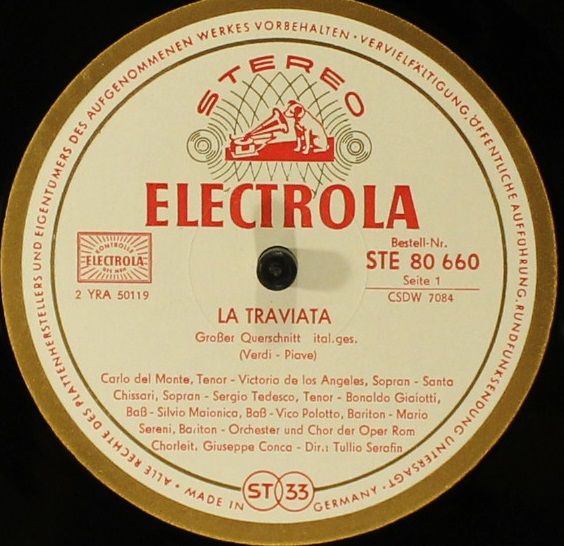 ALLE RECHTE DES PLATTENHERSTELLERS UND EIGENTÜMERS DES AUFGENOMMENEN WERKES VORBEHALTEN · VERVIELFÄLTIGUNG, ÖFFENTLICHE AUFFÜHRUNG, RUNDFUNKSENDUNG UNTERSAGT ·
STEREO
ELECTROLA
KONTROLLE
ELECTROLA
2 YRA 50119
Bestell-Nr.
STE 80 660
Seite 1
CSDW 7084
LA TRAVIATA
Großer Querschnitt ital.ges.
(Verdi - Piave)
Carlo del Monte, Tenor - Victoria de los Angeles, Sopran - Santa
Chissari, Sopran - Sergio Tedesco, Tenor - Bonaldo Giaiotti,
Baß - Silvio Maionica, Baß - Vico Polotto, Bariton - Mario
Sereni, Bariton - Orchester und Chor der Oper Rom
Chorleit. Giuseppe Conca - Dir.: Tullio Serafin
MADE IN ST 33 GERMANY